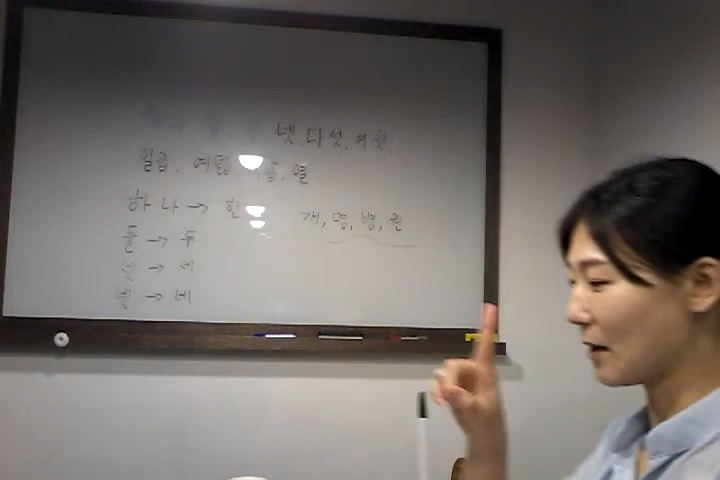 넷, 다섯, 여섯,
일곱, 여덟, 열
하나 → 한
개, 명, 병, 권
둘 → 두
셋 → 세
넷 → 네